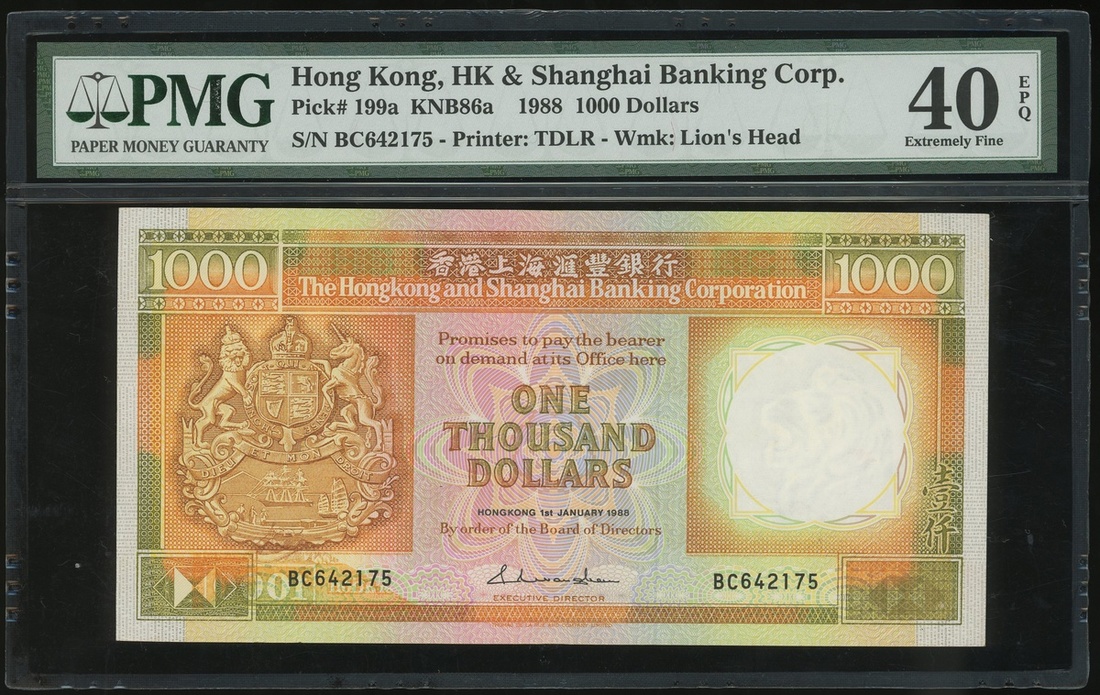 PMG
PAPER MONEY GUARANTY
Hong Kong, HK & Shanghai Banking Corp.
Pick# 199a KNB86a 1988 1000 Dollars
S/N BC642175 - Printer: TDLR - Wmk: Lion's Head
40
EPQ
Extremely Fine
1000
香港上海滙豐銀行
The Hongkong and Shanghai Banking Corporation
1000
Promises to pay the bearer
on demand at its Office here
ONE
THOUSAND
DOLLARS
HONGKONG 1st JANUARY 1988
By order of the Board of Directors
DIEU ET MON DROIT
壹仟
BC642175
EXECUTIVE DIRECTOR
BC642175